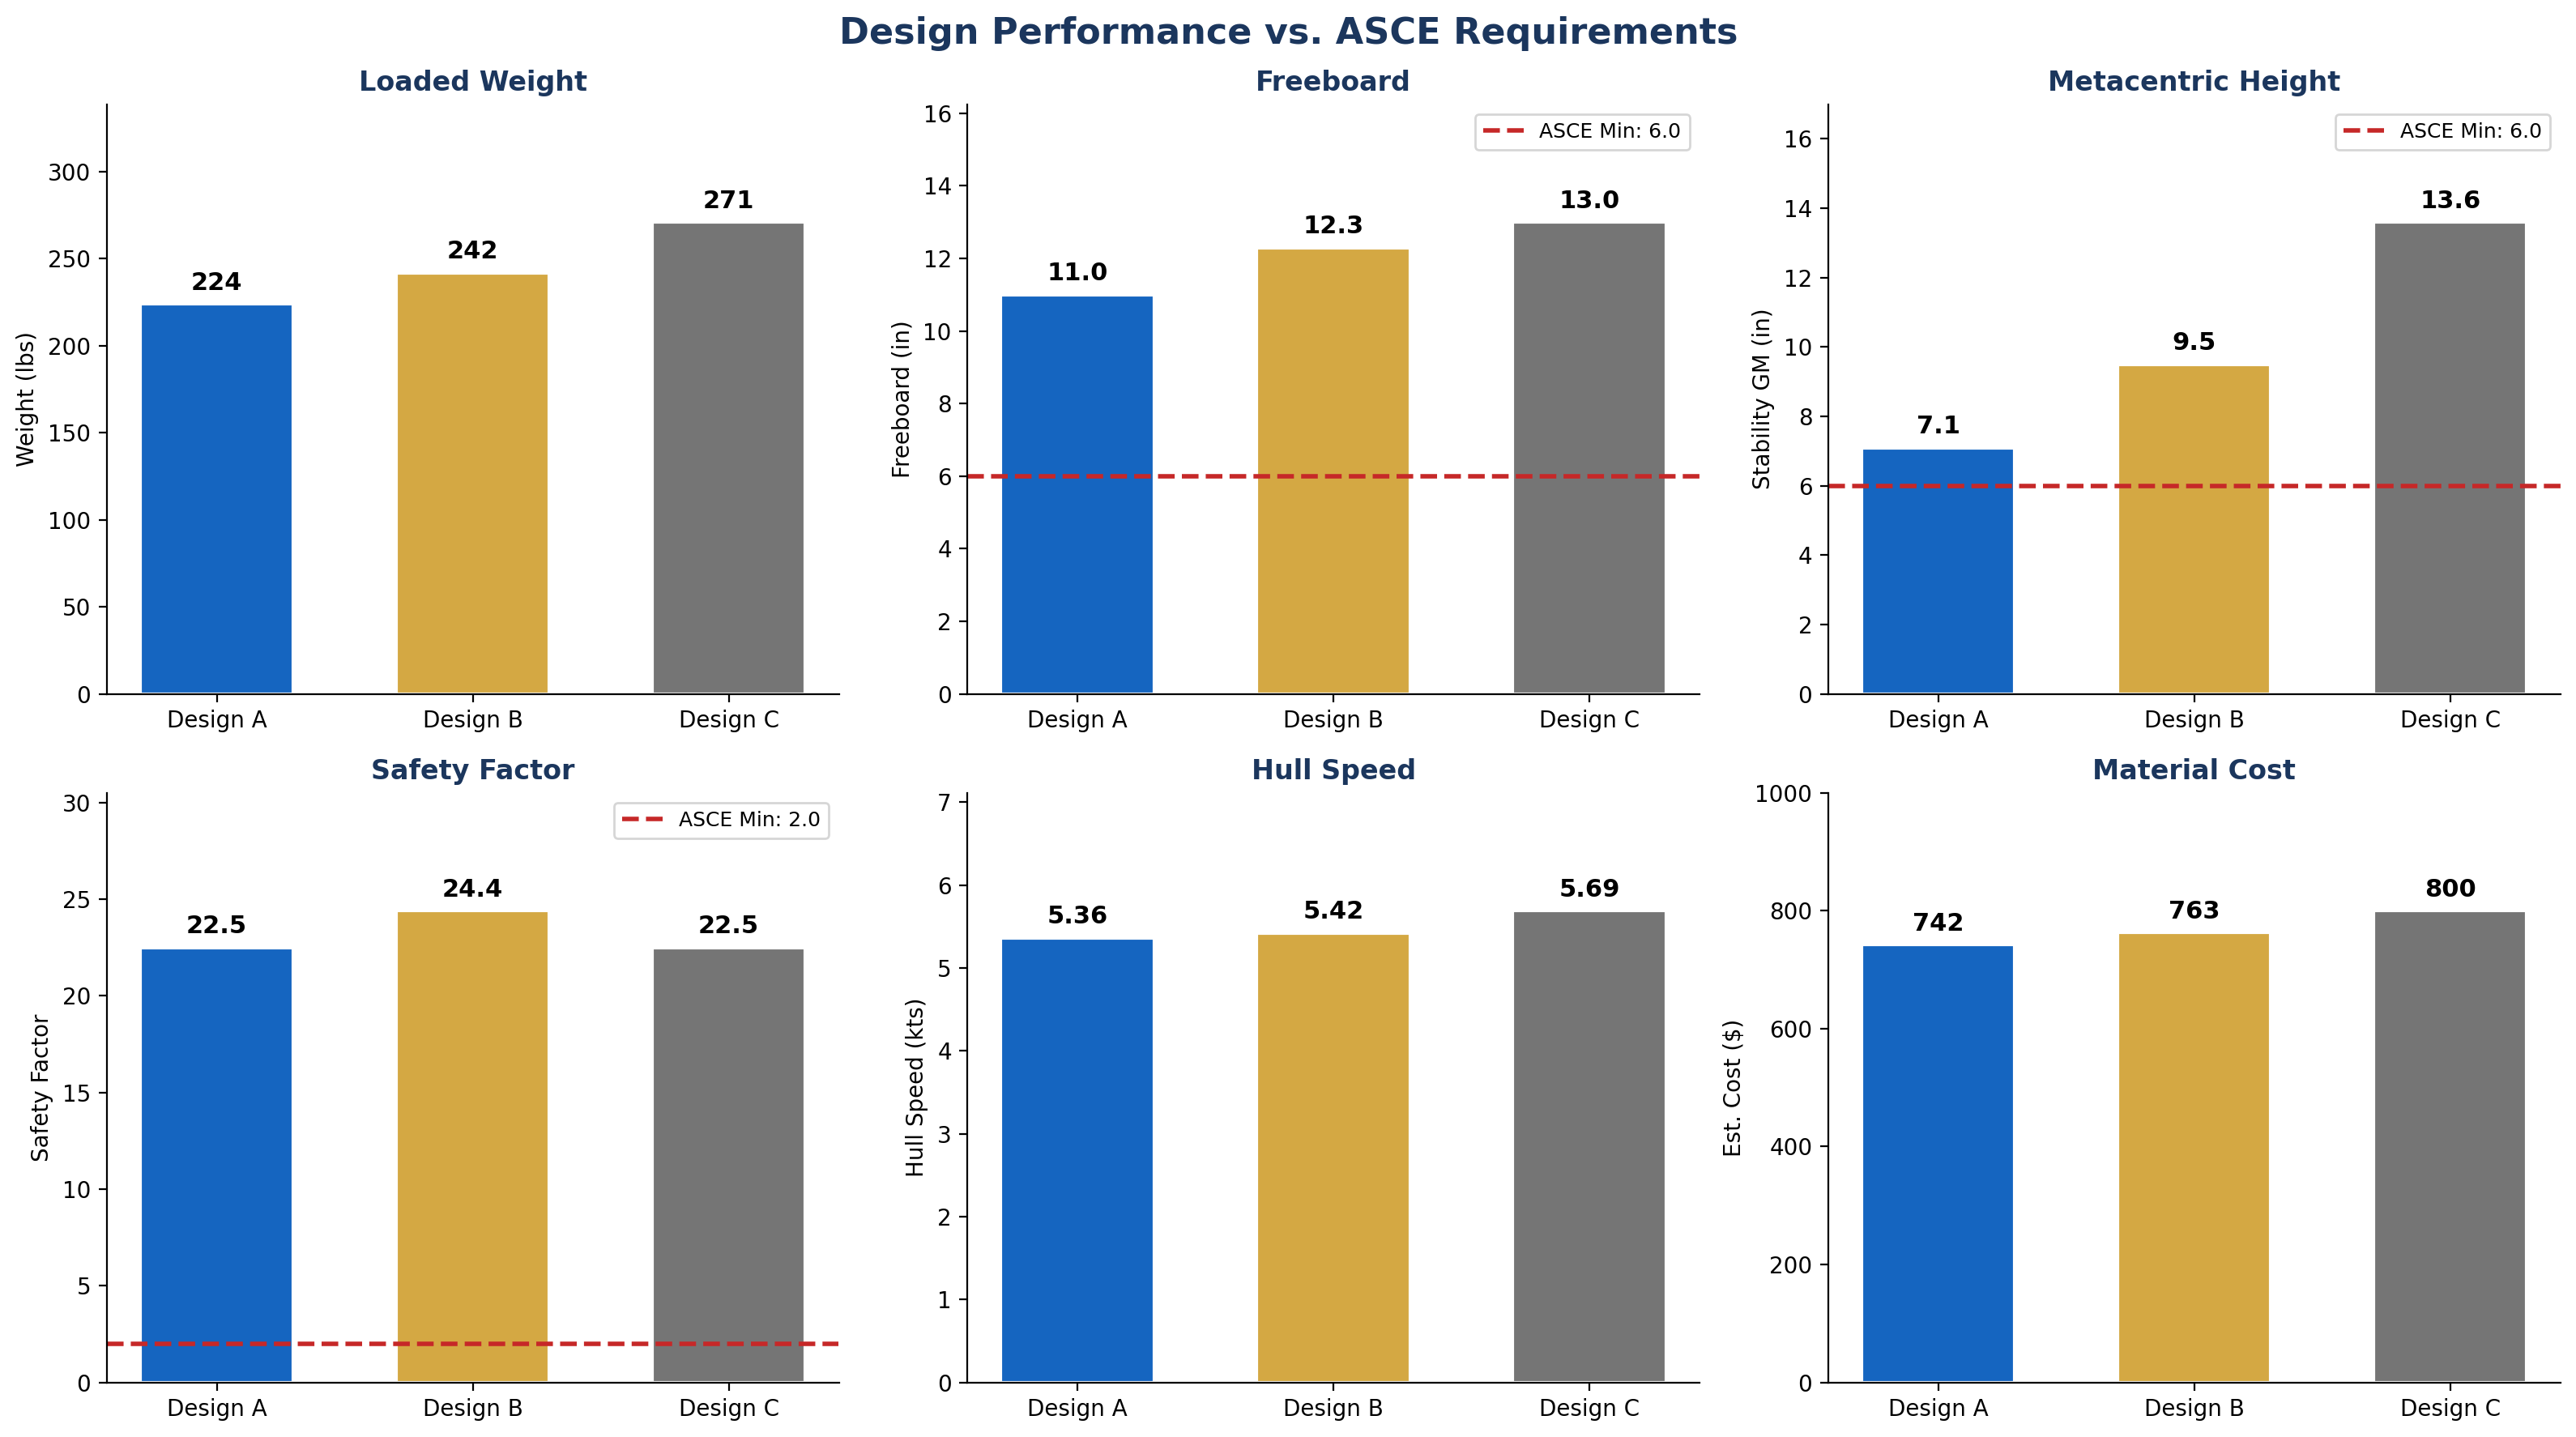 Design Performance vs. ASCE Requirements
Loaded Weight
Weight (lbs)
300
250
200
150
100
50
0
224
242
271
Design A
Design B
Design C
Freeboard
Freeboard (in)
16
14
12
10
8
6
4
2
0
ASCE Min: 6.0
11.0
12.3
13.0
Design A
Design B
Design C
Metacentric Height
Stability GM (in)
16
14
12
10
8
6
4
2
0
ASCE Min: 6.0
7.1
9.5
13.6
Design A
Design B
Design C
Safety Factor
Safety Factor
30
25
20
15
10
5
0
ASCE Min: 2.0
22.5
24.4
22.5
Design A
Design B
Design C
Hull Speed
Hull Speed (kts)
7
6
5
4
3
2
1
0
5.36
5.42
5.69
Design A
Design B
Design C
Material Cost
Est. Cost ($)
1000
800
600
400
200
0
742
763
800
Design A
Design B
Design C